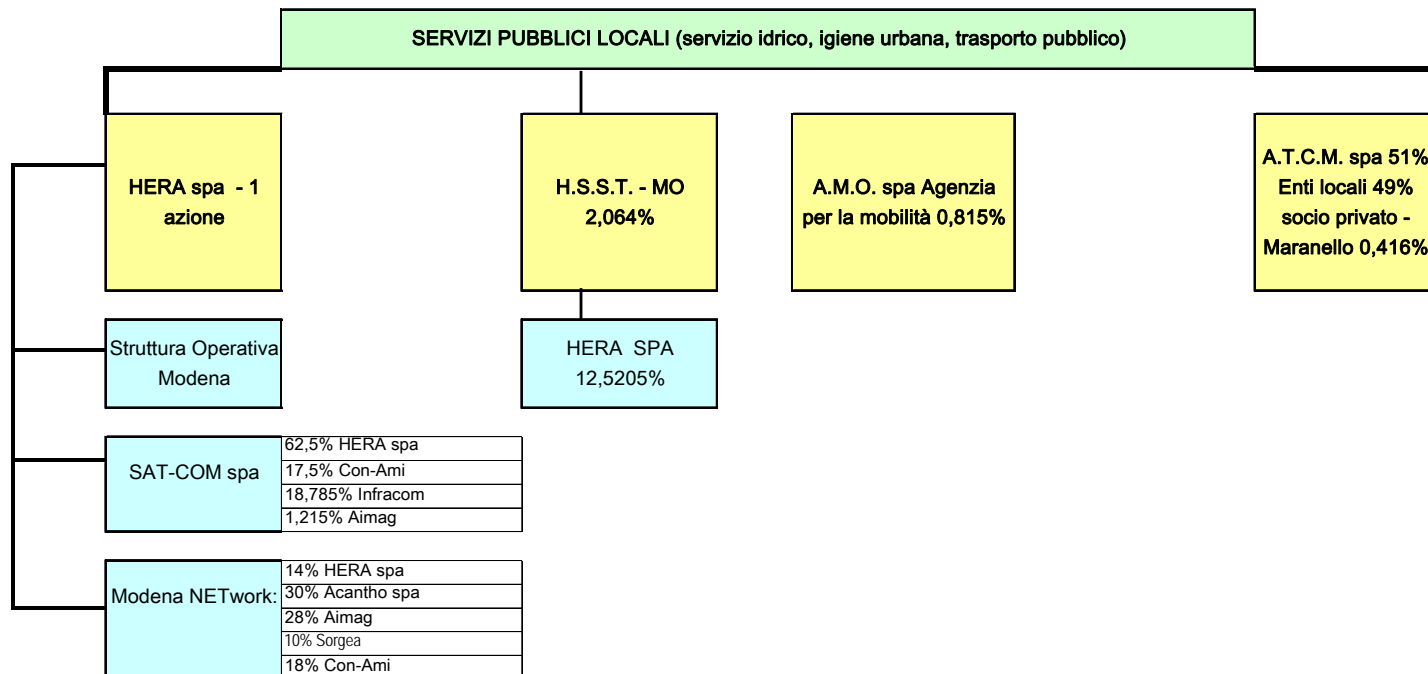 SERVIZI PUBBLICI LOCALI (servizio idrico, igiene urbana, trasporto pubblico)
HERA spa - 1
azione
H.S.S.T. - MO
2,064%
A.M.O. spa Agenzia
per la mobilità 0,815%
A.T.C.M. spa 51%
Enti locali 49%
socio privato -
Maranello 0,416%
Struttura Operativa
Modena
HERA SPA
12,5205%
SAT-COM spa
62,5% HERA spa
17,5% Con-Ami
18,785% Infracom
1,215% Aimag
Modena NETwork:
14% HERA spa
30% Acantho spa
28% Aimag
10% Sorgea
18% Con-Ami